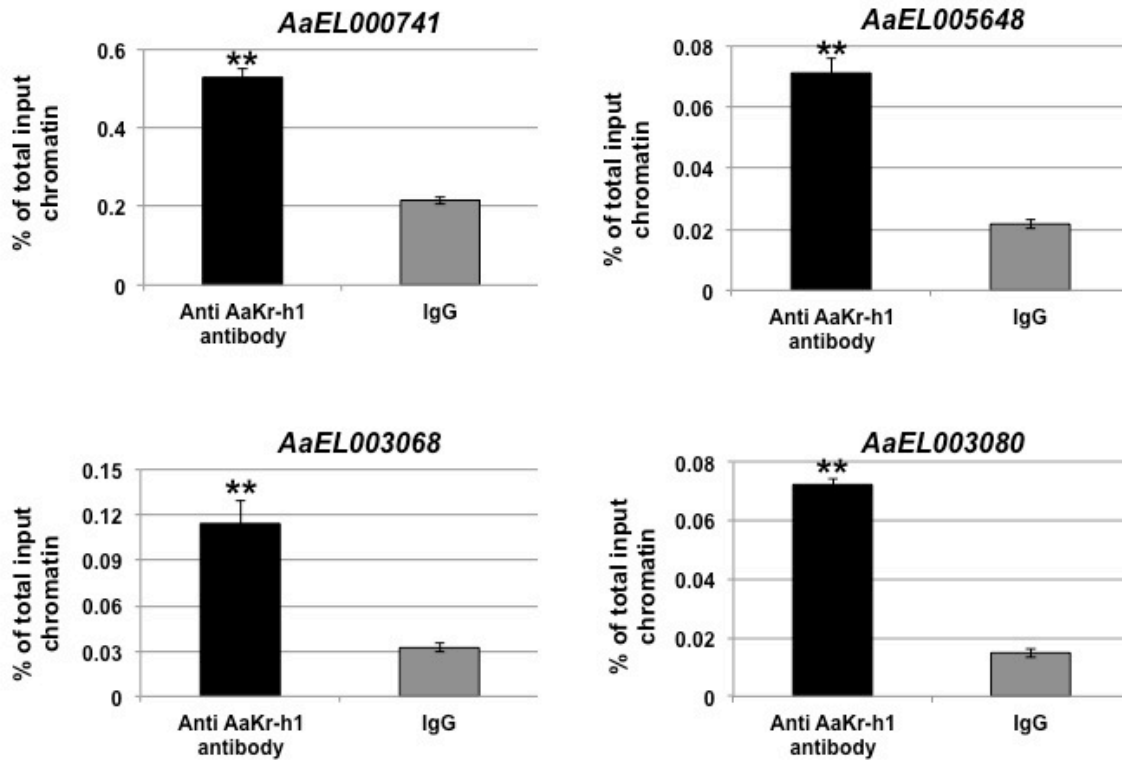 AaEL000741
% of total input
chromatin
0.6
0.4
0.2
0
**
Anti AaKr-h1
antibody
IgG
AaEL005648
% of total input
chromatin
0.08
0.06
0.04
0.02
0
**
Anti AaKr-h1
antibody
IgG
AaEL003068
% of total input
chromatin
0.15
0.12
0.09
0.06
0.03
0
**
Anti AaKr-h1
antibody
IgG
AaEL003080
% of total input
chromatin
0.08
0.06
0.04
0.02
0
**
Anti AaKr-h1
antibody
IgG